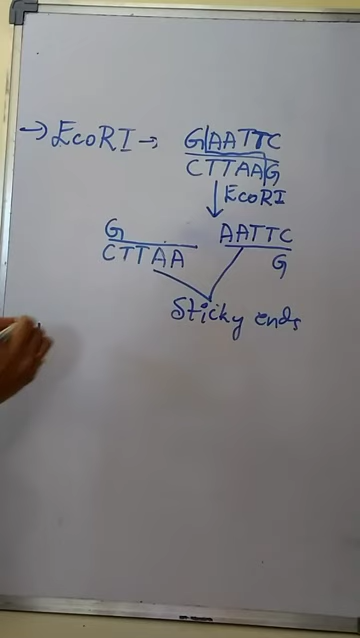 → EcoRI → G|AATTC
CTTAA|G
↓ EcoRI
G AATTC
CTTAA G
Sticky ends